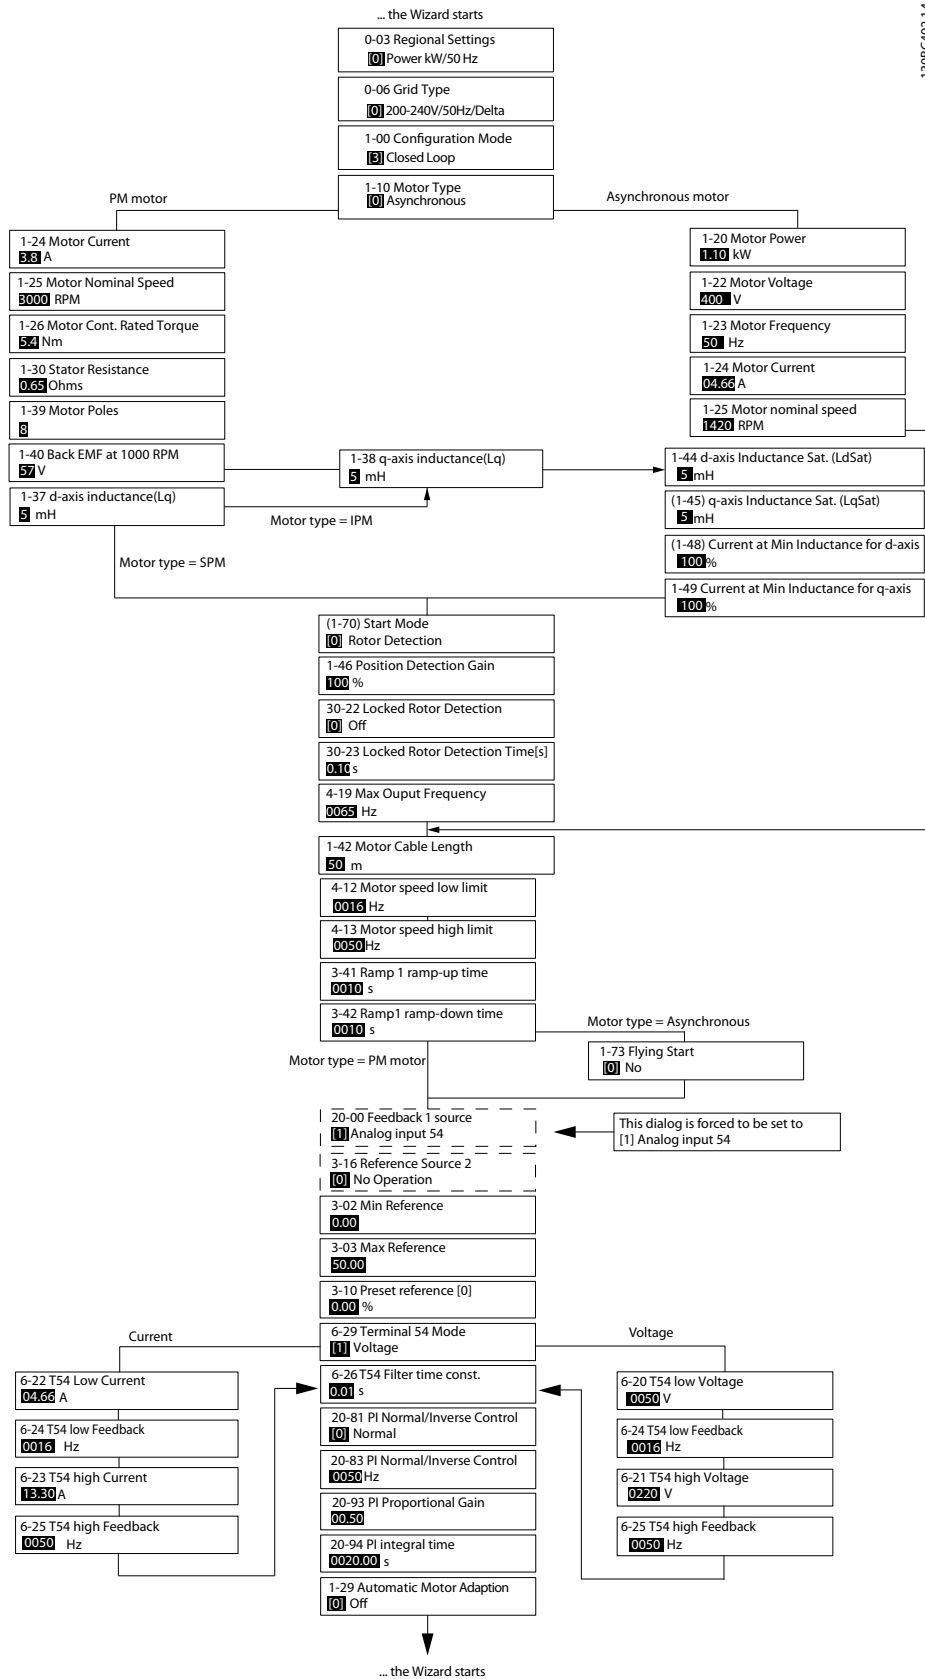 ... the Wizard starts
130BC402.14
0-03 Regional Settings
[0] Power kW/50 Hz
0-06 Grid Type
[0] 200-240V/50Hz/Delta
1-00 Configuration Mode
[3] Closed Loop
1-10 Motor Type
[0] Asynchronous
PM motor
Asynchronous motor
1-24 Motor Current
3.8 A
1-25 Motor Nominal Speed
3000 RPM
1-26 Motor Cont. Rated Torque
5.4 Nm
1-30 Stator Resistance
0.65 Ohms
1-39 Motor Poles
8
1-40 Back EMF at 1000 RPM
57 V
1-37 d-axis inductance(Lq)
5 mH
1-20 Motor Power
1.10 kW
1-22 Motor Voltage
400 V
1-23 Motor Frequency
50 Hz
1-24 Motor Current
04.66 A
1-25 Motor nominal speed
1420 RPM
1-38 q-axis inductance(Lq)
5 mH
Motor type = IPM
Motor type = SPM
1-44 d-axis Inductance Sat. (LdSat)
5 mH
(1-45) q-axis Inductance Sat. (LqSat)
5 mH
(1-48) Current at Min Inductance for d-axis
100 %
1-49 Current at Min Inductance for q-axis
100 %
(1-70) Start Mode
[0] Rotor Detection
1-46 Position Detection Gain
100 %
30-22 Locked Rotor Detection
[0] Off
30-23 Locked Rotor Detection Time[s]
0.10 s
4-19 Max Ouput Frequency
0065 Hz
1-42 Motor Cable Length
50 m
4-12 Motor speed low limit
0016 Hz
4-13 Motor speed high limit
0050 Hz
3-41 Ramp 1 ramp-up time
0010 s
3-42 Ramp1 ramp-down time
0010 s
Motor type = Asynchronous
Motor type = PM motor
1-73 Flying Start
[0] No
20-00 Feedback 1 source
[1] Analog input 54
This dialog is forced to be set to
[1] Analog input 54
3-16 Reference Source 2
[0] No Operation
3-02 Min Reference
0.00
3-03 Max Reference
50.00
3-10 Preset reference [0]
0.00 %
6-29 Terminal 54 Mode
[1] Voltage
Current
Voltage
6-22 T54 Low Current
04.66 A
6-24 T54 low Feedback
0016 Hz
6-23 T54 high Current
13.30 A
6-25 T54 high Feedback
0050 Hz
6-26 T54 Filter time const.
0.01 s
20-81 PI Normal/Inverse Control
[0] Normal
20-83 PI Normal/Inverse Control
0050 Hz
20-93 PI Proportional Gain
00.50
20-94 PI integral time
0020.00 s
1-29 Automatic Motor Adaption
[0] Off
6-20 T54 low Voltage
0050 V
6-24 T54 low Feedback
0016 Hz
6-21 T54 high Voltage
0220 V
6-25 T54 high Feedback
0050 Hz
... the Wizard starts